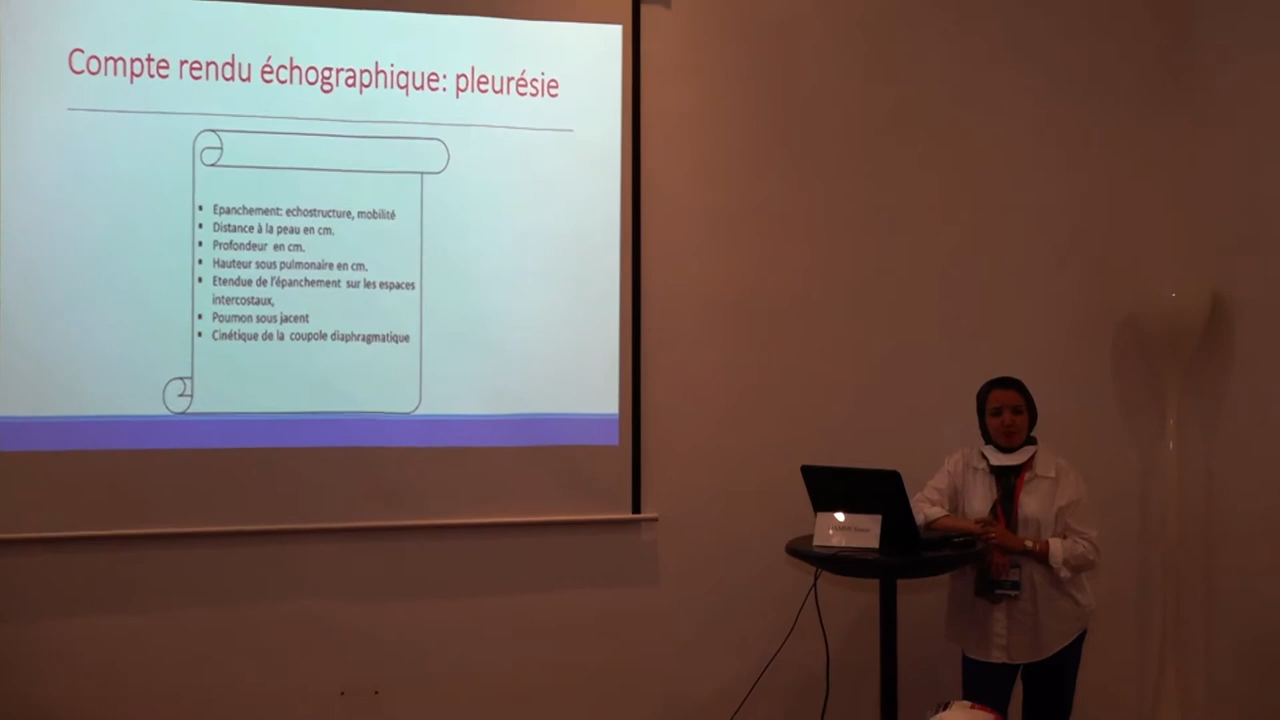 Compte rendu échographique: pleurésie
▪ Epanchement: echostructure, mobilité
▪ Distance à la peau en cm.
▪ Profondeur en cm.
▪ Hauteur sous pulmonaire en cm.
▪ Etendue de l'épanchement sur les espaces
intercostaux,
▪ Poumon sous jacent
▪ Cinétique de la coupole diaphragmatique